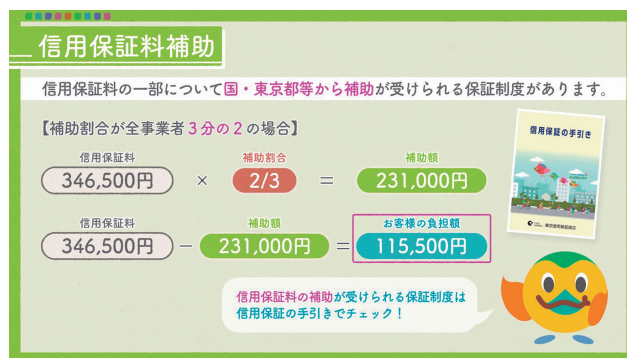 信用保証料補助
信用保証料の一部について国・東京都等から補助が受けられる保証制度があります。
【補助割合が全事業者3分の2の場合】
信用保証料 補助割合 補助額
346,500円 × 2/3 = 231,000円
信用保証料 補助額 お客様の負担額
346,500円 − 231,000円 = 115,500円
信用保証の手引き
東京信用保証協会
信用保証料の補助が受けられる保証制度は
信用保証の手引きでチェック！